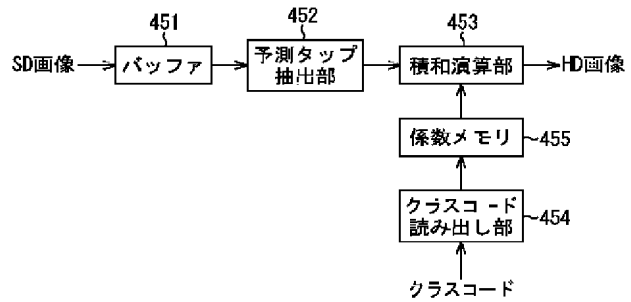 451
452
453
SD画像
バッファ
予測タップ
抽出部
積和演算部
HD画像
係数メモリ
455
クラスコード
読み出し部
454
クラスコード